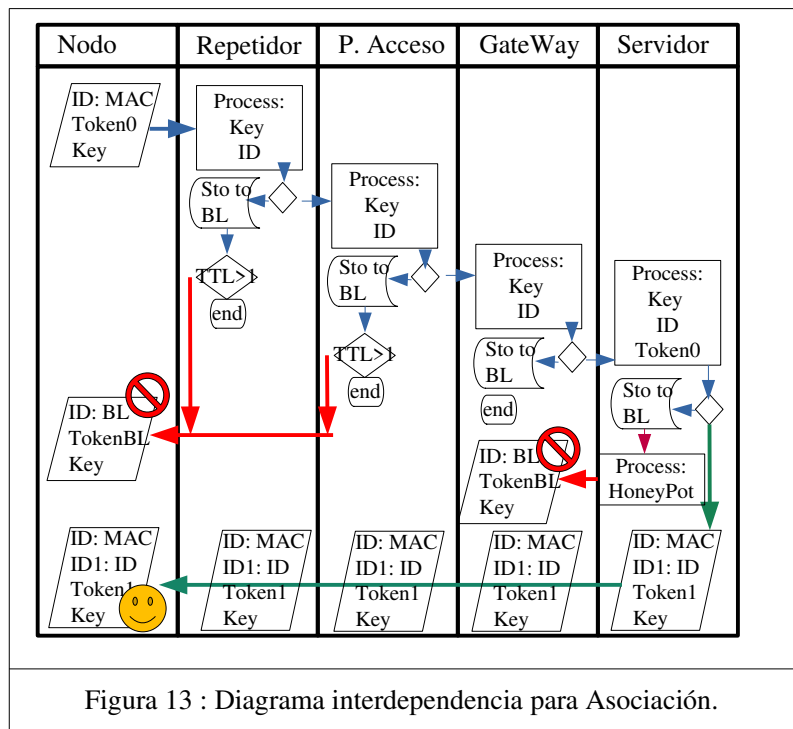 Nodo
Repetidor
P. Acceso
GateWay
Servidor
ID: MAC
Token0
Key
Process:
Key
ID
Sto to
BL
TTL>1
end
Process:
Key
ID
Sto to
BL
TTL>1
end
Process:
Key
ID
Sto to
BL
end
Process:
Key
ID
Token0
Sto to
BL
Process:
HoneyPot
ID: BL
TokenBL
Key
ID: BL
TokenBL
Key
ID: MAC
ID1: ID
Token1
Key
ID: MAC
ID1: ID
Token1
Key
ID: MAC
ID1: ID
Token1
Key
ID: MAC
ID1: ID
Token1
Key
ID: MAC
ID1: ID
Token1
Key
Figura 13 : Diagrama interdependencia para Asociación.